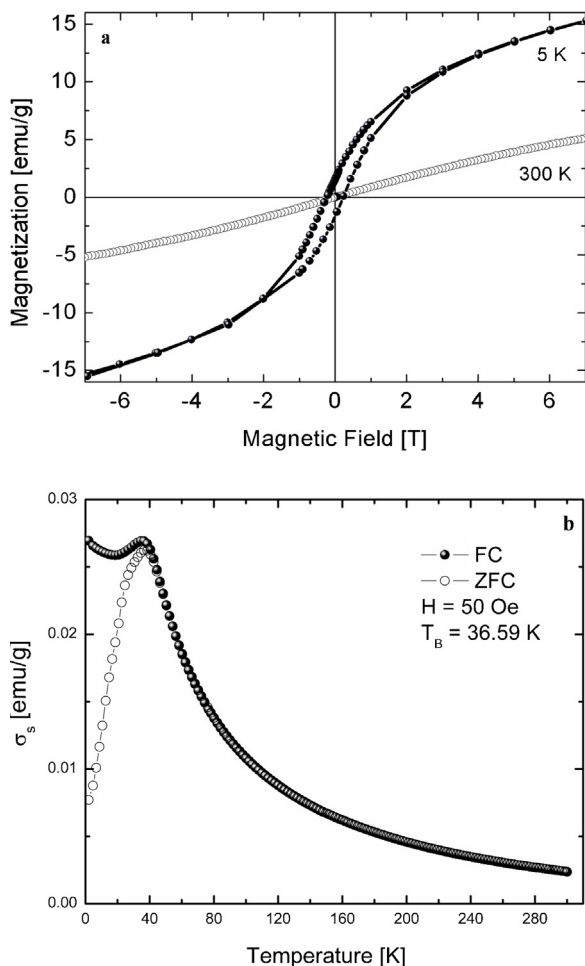 a
15
10
5
0
-5
-10
-15
5 K
300 K
-6 -4 -2 0 2 4 6
Magnetization [emu/g]
Magnetic Field [T]
b
0.03
0.02
0.01
0.00
FC
ZFC
H = 50 Oe
T_B = 36.59 K
0 40 80 120 160 200 240 280
σ_s [emu/g]
Temperature [K]